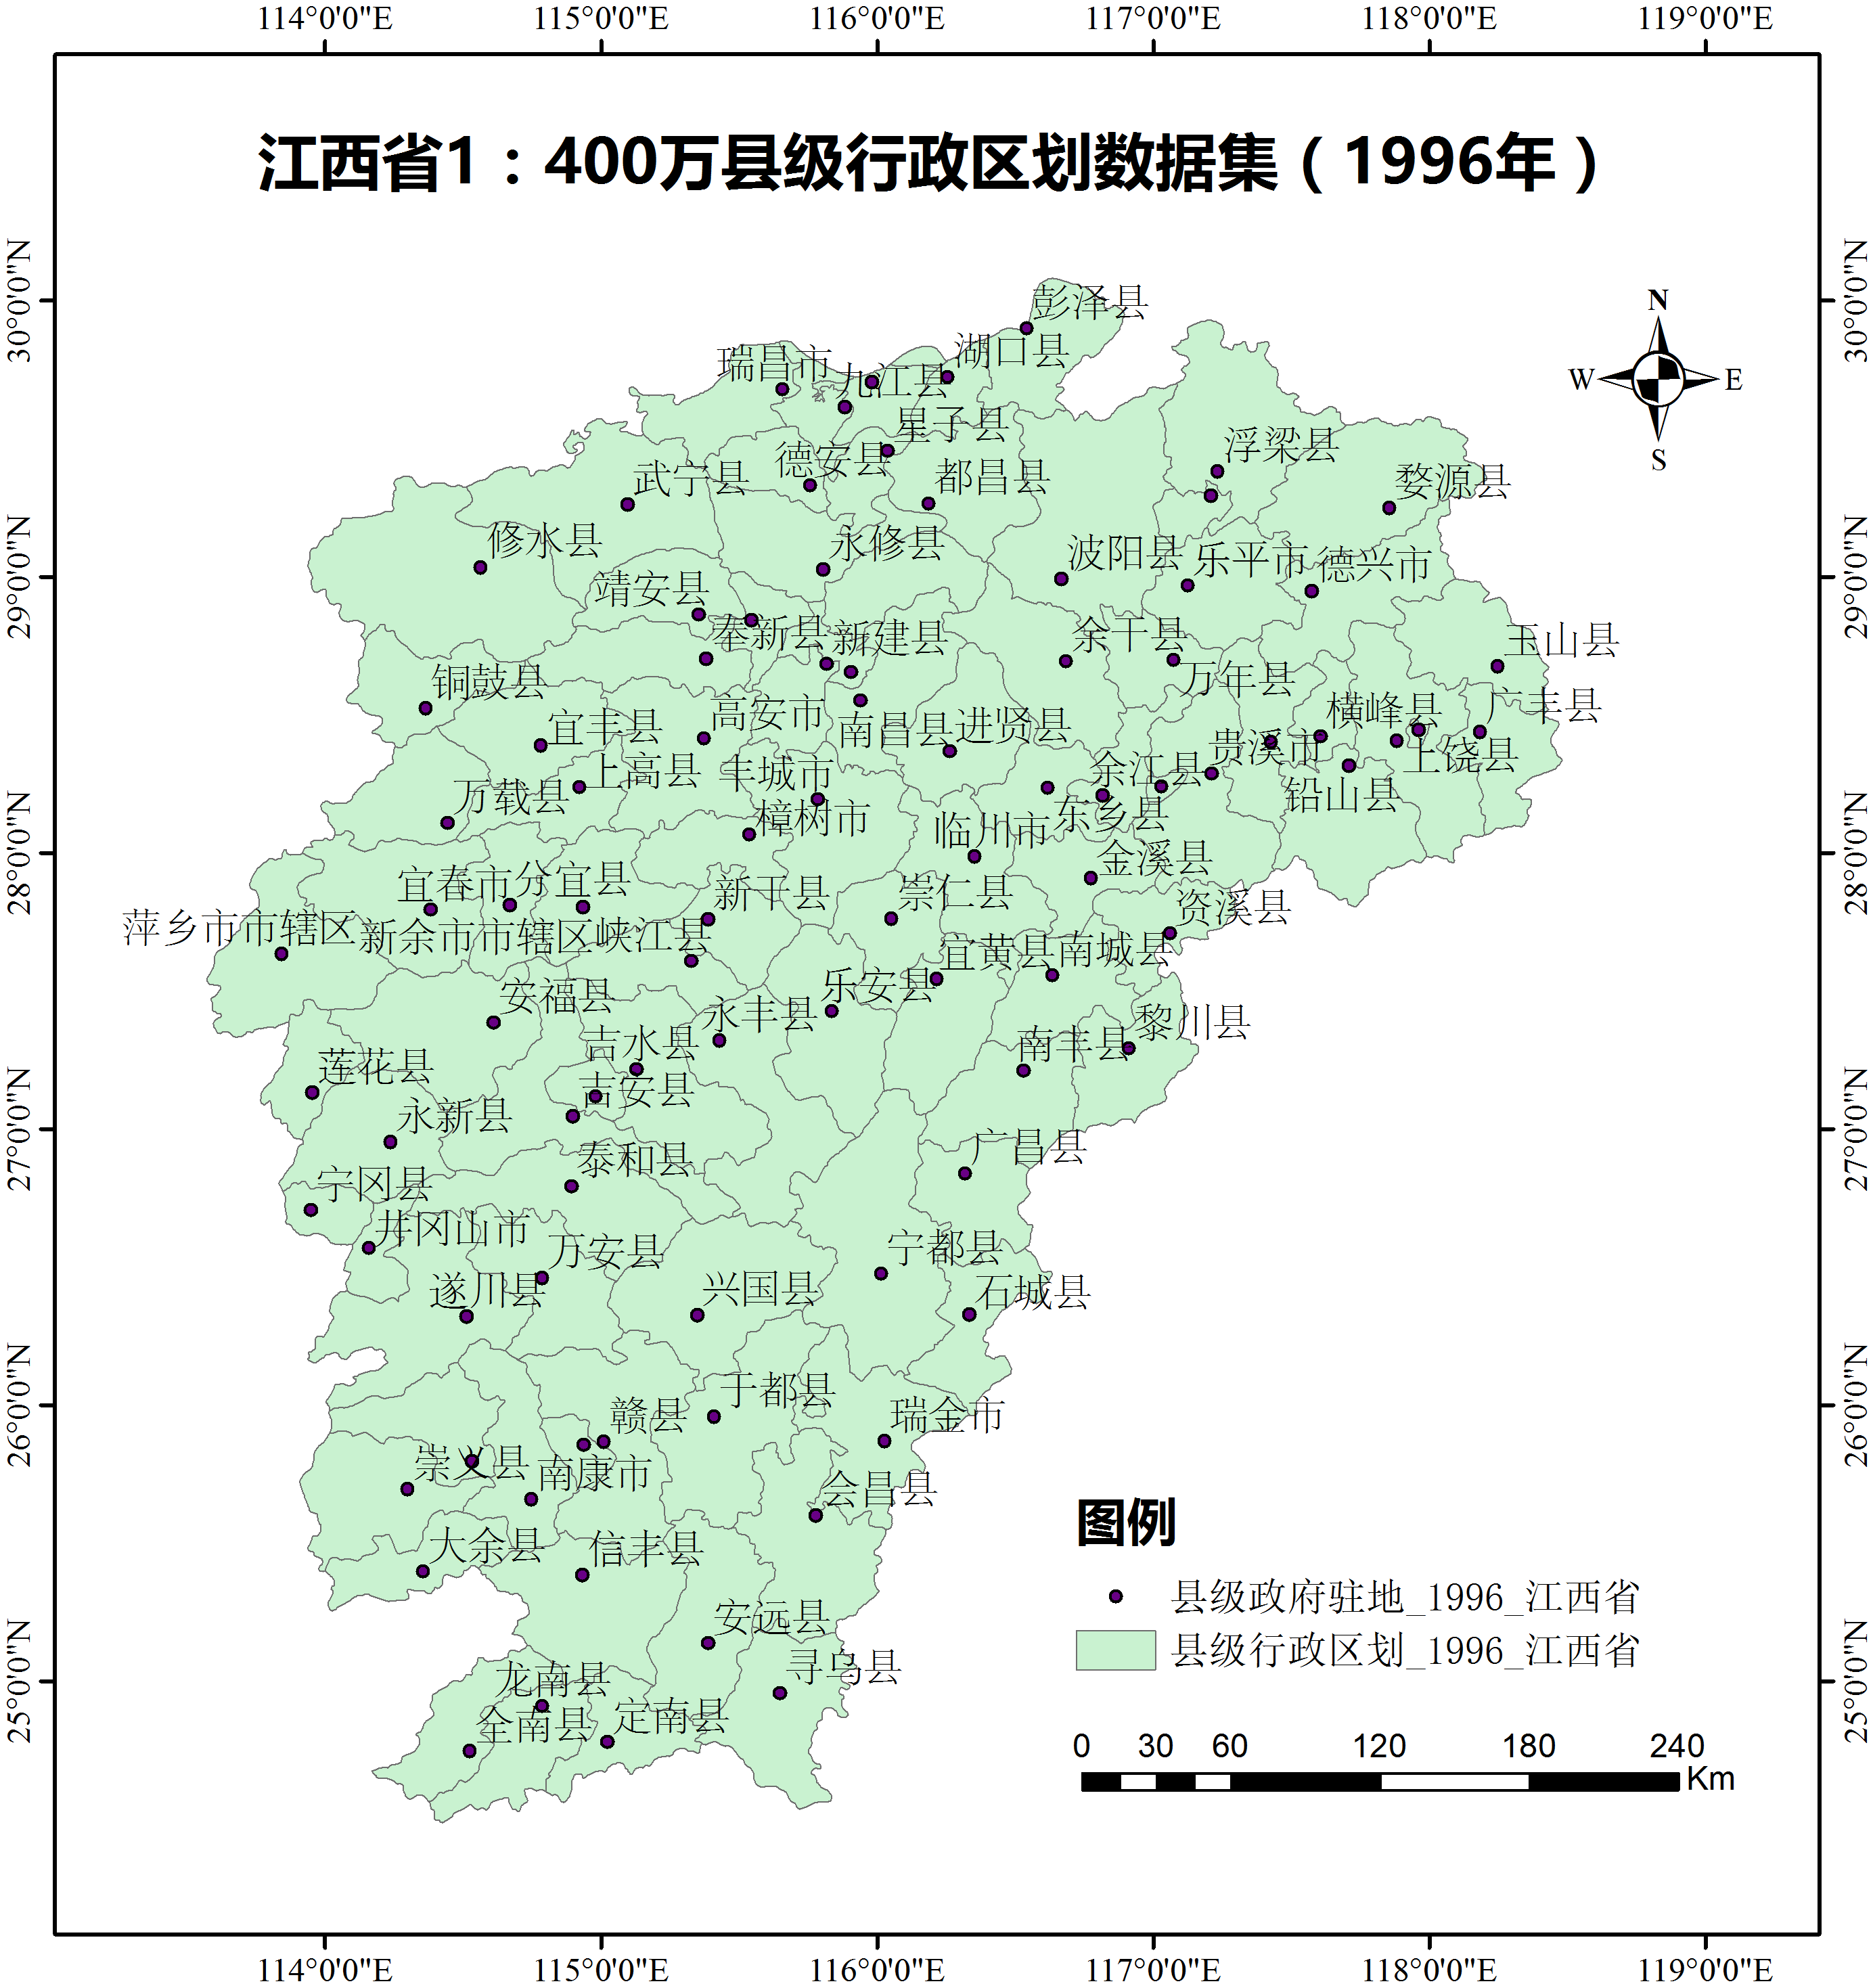 114°0'0"E 115°0'0"E 116°0'0"E 117°0'0"E 118°0'0"E 119°0'0"E
江西省1：400万县级行政区划数据集（1996年）
30°0'0"N
29°0'0"N
28°0'0"N
27°0'0"N
26°0'0"N
25°0'0"N
30°0'0"N
29°0'0"N
28°0'0"N
27°0'0"N
26°0'0"N
25°0'0"N
N
W
E
S
彭泽县
湖口县
瑞昌市
九江县
星子县
德安县
都昌县
武宁县
浮梁县
婺源县
修水县
永修县
波阳县
乐平市
德兴市
靖安县
奉新县
新建县
余干县
万年县
玉山县
铜鼓县
宜丰县
高安市
南昌县
进贤县
横峰县
广丰县
贵溪市
上饶县
上高县
丰城市
余江县
铅山县
万载县
樟树市
临川市
东乡县
金溪县
宜春市
分宜县
新干县
崇仁县
资溪县
萍乡市市辖区
新余市市辖区
峡江县
宜黄县
南城县
安福县
乐安县
永丰县
黎川县
吉水县
南丰县
莲花县
吉安县
永新县
泰和县
广昌县
宁冈县
井冈山市
万安县
宁都县
遂川县
兴国县
石城县
于都县
赣县
瑞金市
崇义县
南康市
会昌县
大余县
信丰县
安远县
寻乌县
龙南县
全南县
定南县
图例
县级政府驻地_1996_江西省
县级行政区划_1996_江西省
0 30 60 120 180 240
Km
114°0'0"E 115°0'0"E 116°0'0"E 117°0'0"E 118°0'0"E 119°0'0"E